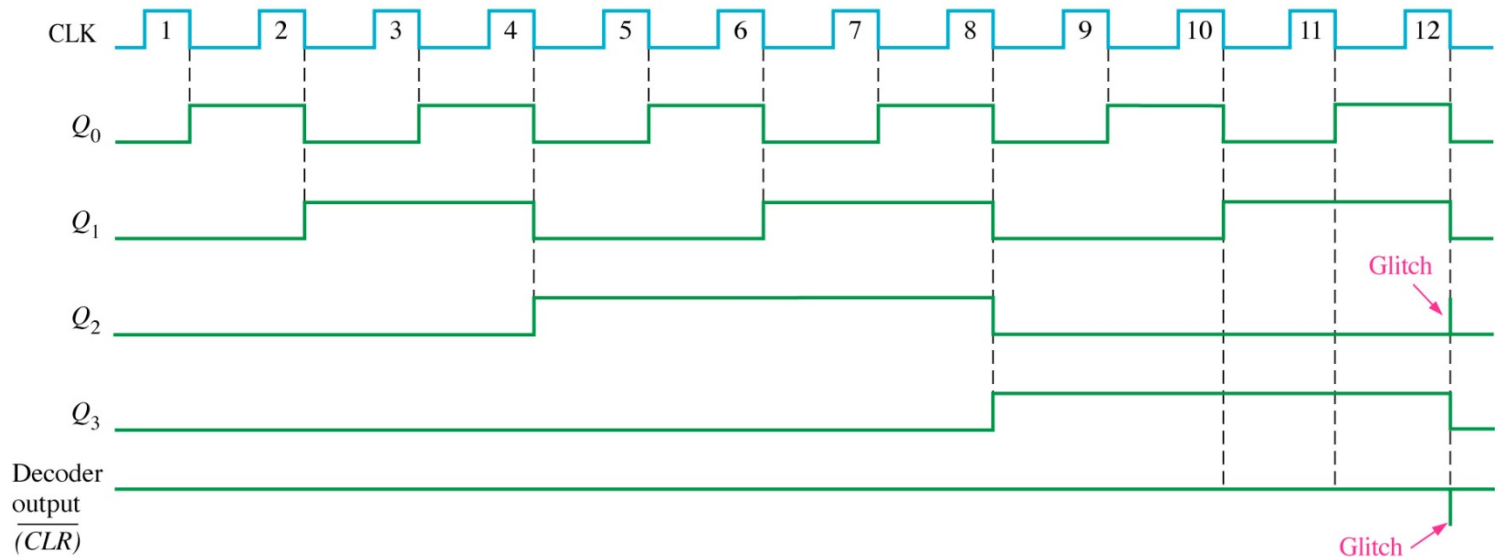 CLK 1 2 3 4 5 6 7 8 9 10 11 12
Q0
Q1
Glitch
Q2
Q3
Decoder
output
(CLR)
Glitch